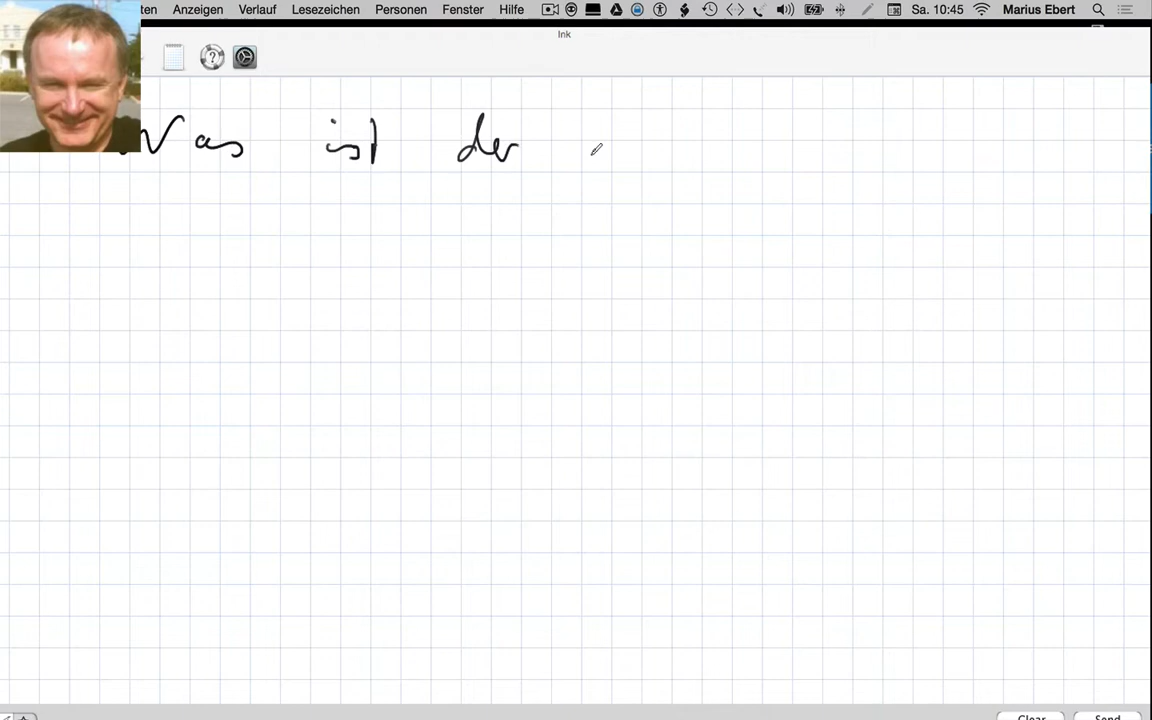 ten Anzeigen Verlauf Lesezeichen Personen Fenster Hilfe Sa. 10:45 Marius Ebert
Ink
Was ist der
Clear Send